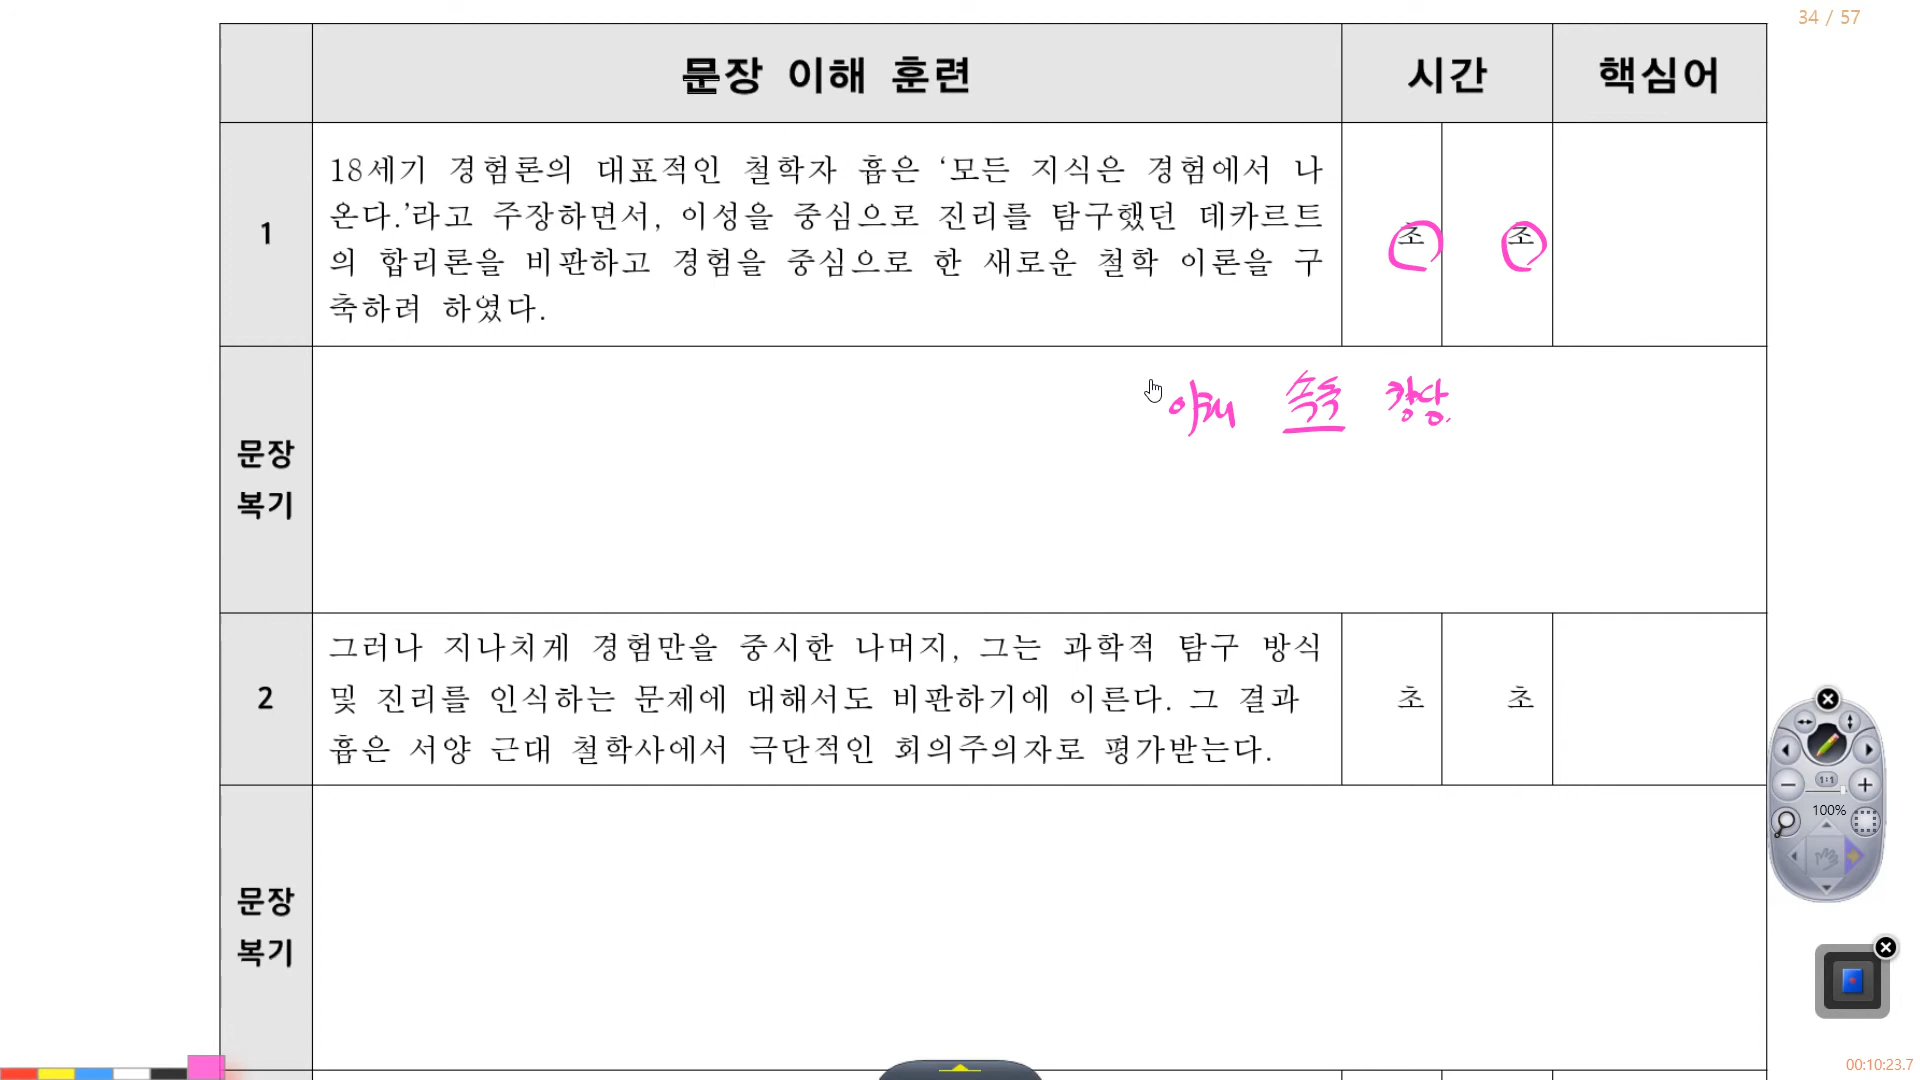 34 / 57
문장 이해 훈련 시간 핵심어
1
18세기 경험론의 대표적인 철학자 흄은 ‘모든 지식은 경험에서 나
온다.’라고 주장하면서, 이성을 중심으로 진리를 탐구했던 데카르트
의 합리론을 비판하고 경험을 중심으로 한 새로운 철학 이론을 구
축하려 하였다.
초 초
문장
복기
속독
2
그러나 지나치게 경험만을 중시한 나머지, 그는 과학적 탐구 방식
및 진리를 인식하는 문제에 대해서도 비판하기에 이른다. 그 결과
흄은 서양 근대 철학사에서 극단적인 회의주의자로 평가받는다.
초 초
문장
복기
1:1
100%
00:10:23.7